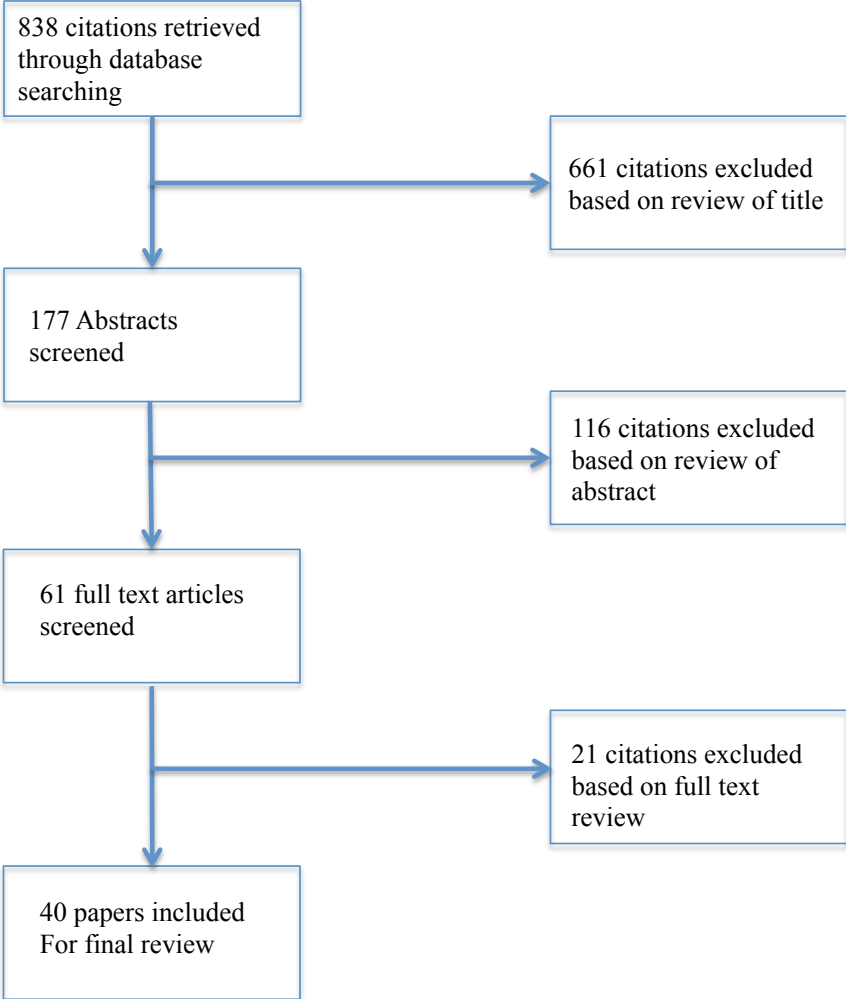 838 citations retrieved
through database
searching
661 citations excluded
based on review of title
177 Abstracts
screened
116 citations excluded
based on review of
abstract
61 full text articles
screened
21 citations excluded
based on full text
review
40 papers included
For final review